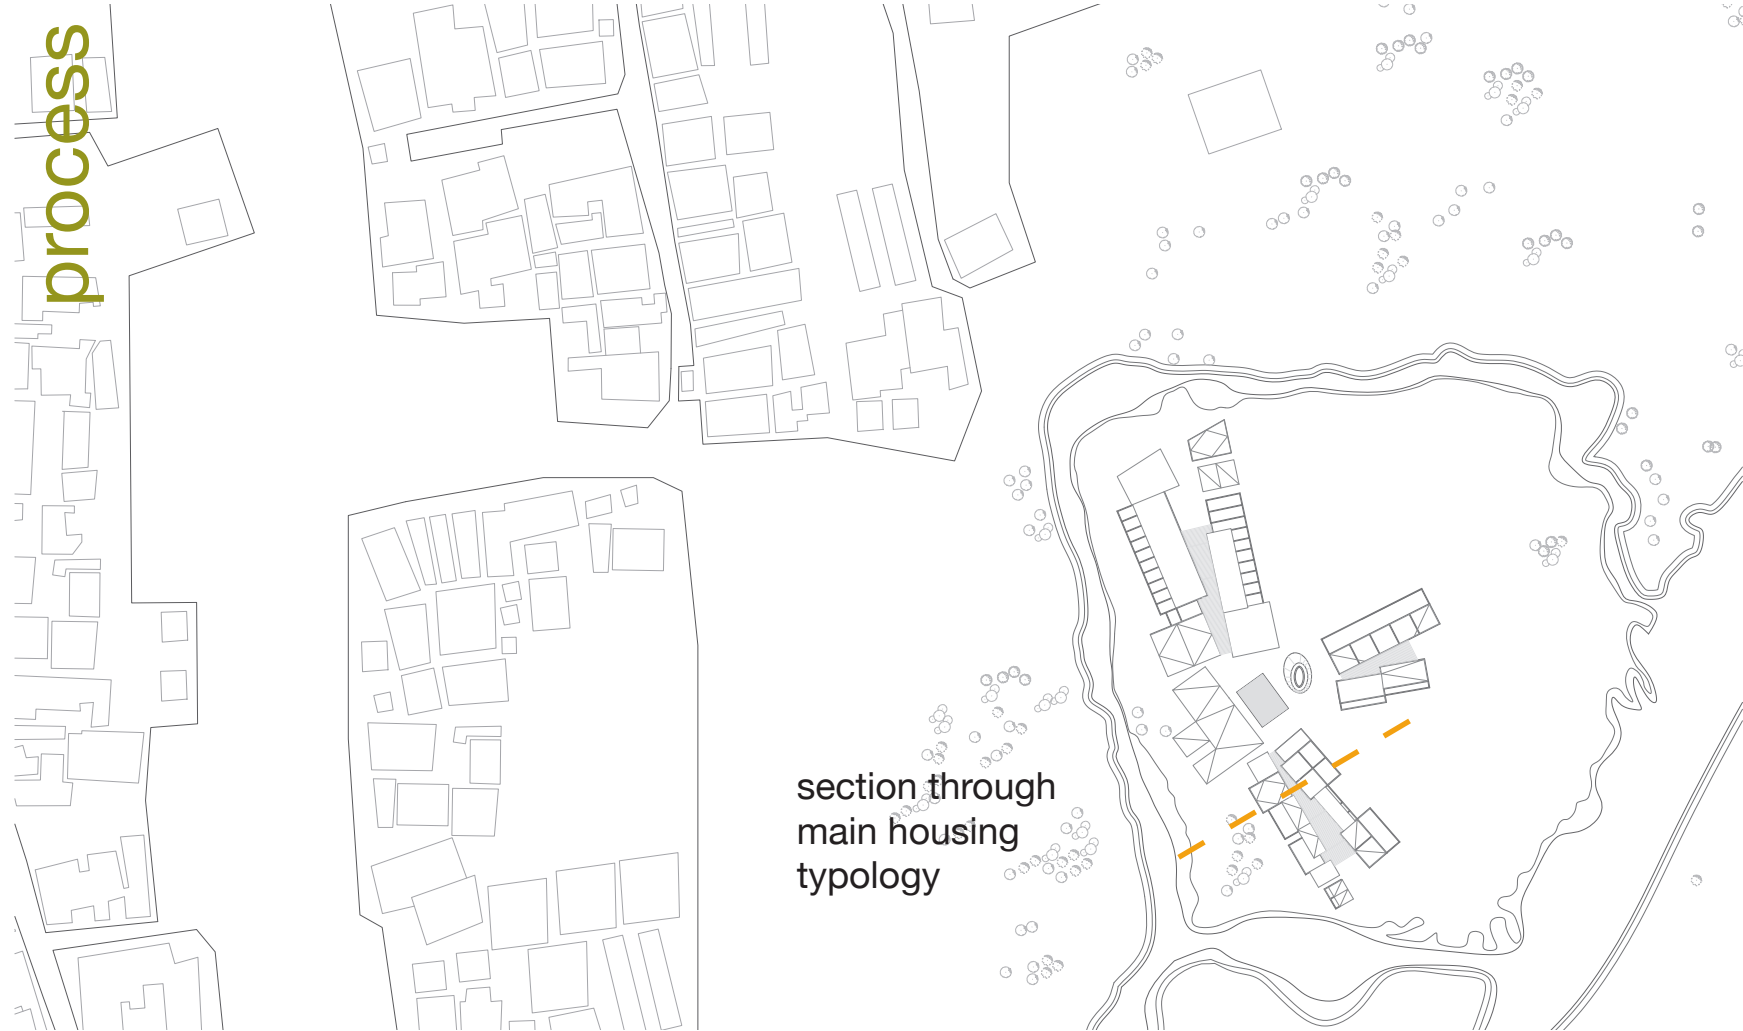 process
section through
main housing
typology